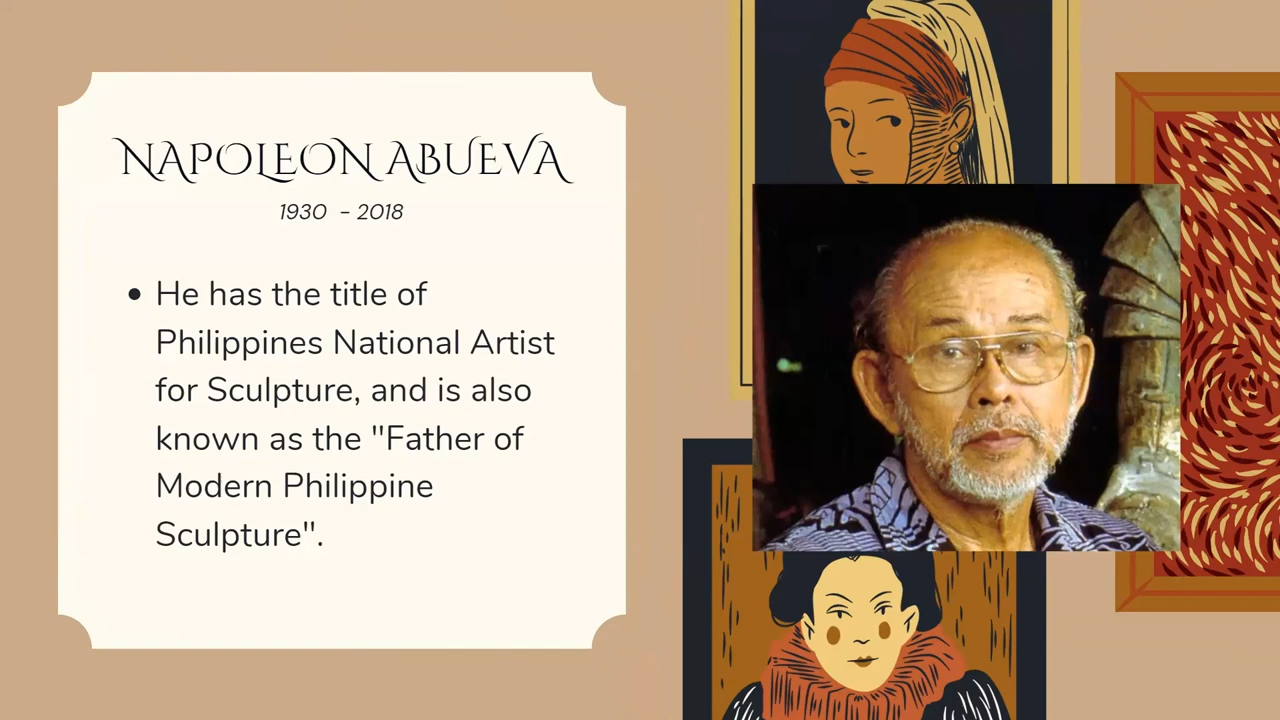 NAPOLEON ABUEVA
1930 - 2018
• He has the title of
Philippines National Artist
for Sculpture, and is also
known as the "Father of
Modern Philippine
Sculpture".